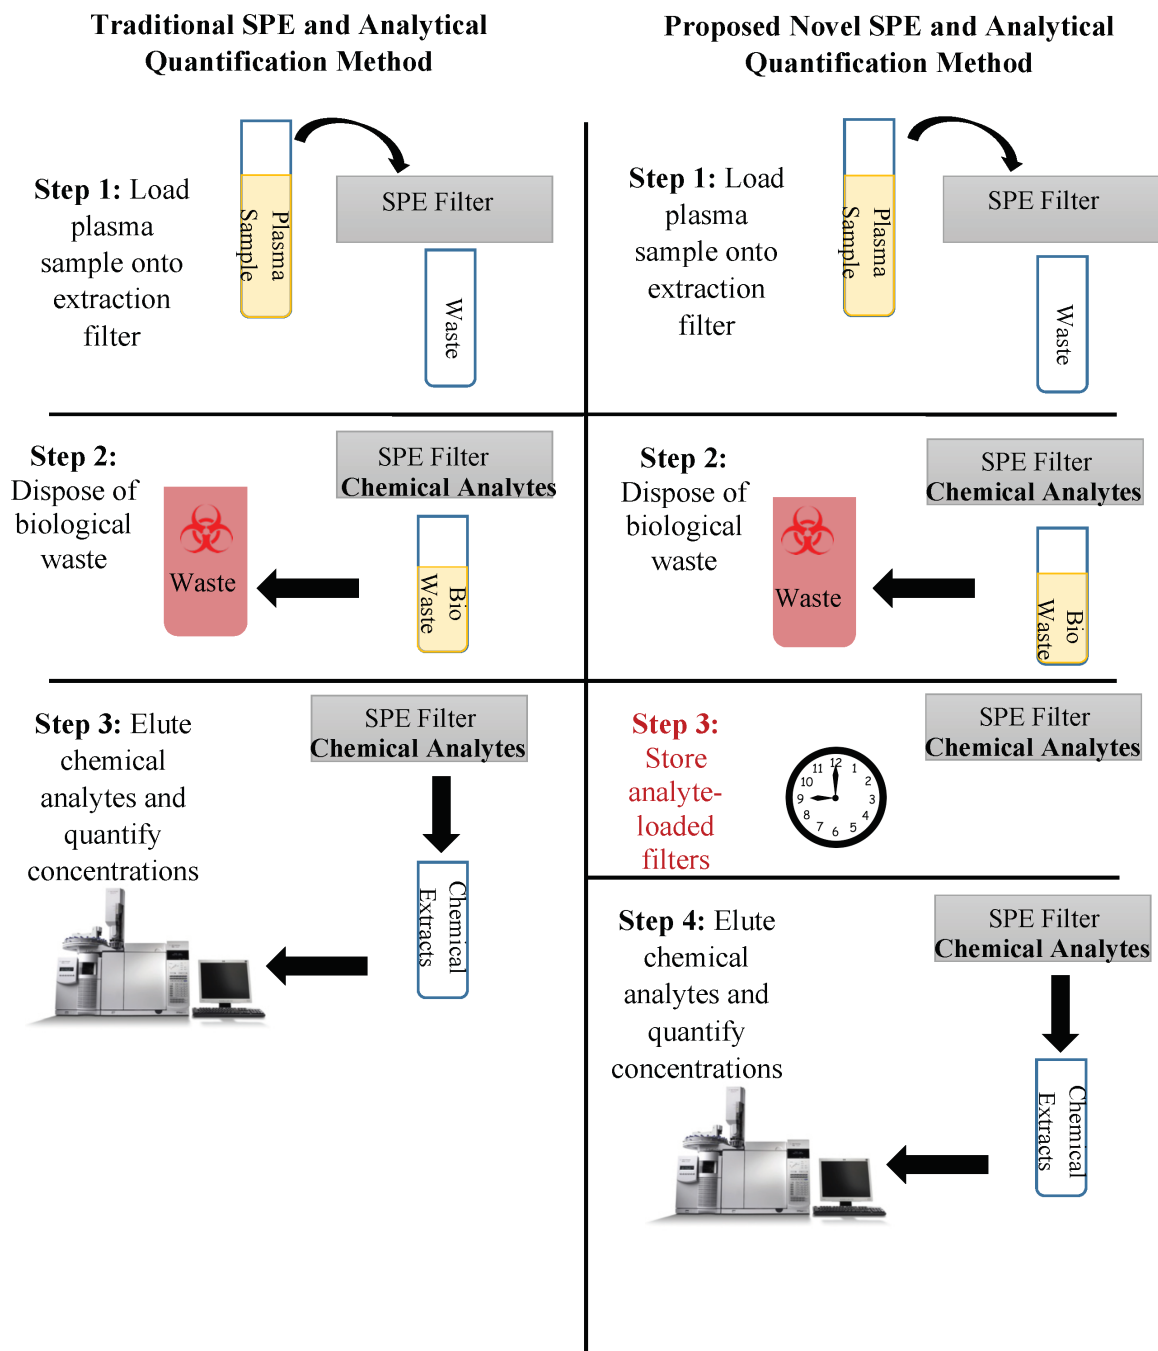 Traditional SPE and Analytical
Quantification Method
Step 1: Load
plasma
sample onto
extraction
filter
Plasma
Sample
SPE Filter
Waste
Step 2:
Dispose of
biological
waste
Waste
SPE Filter
Chemical Analytes
Bio
Waste
Step 3: Elute
chemical
analytes and
quantify
concentrations
SPE Filter
Chemical Analytes
Chemical
Extracts
Proposed Novel SPE and Analytical
Quantification Method
Step 1: Load
plasma
sample onto
extraction
filter
Plasma
Sample
SPE Filter
Waste
Step 2:
Dispose of
biological
waste
Waste
SPE Filter
Chemical Analytes
Bio
Waste
Step 3:
Store
analyte-
loaded
filters
12
1
2
3
4
5
6
7
8
9
10
11
SPE Filter
Chemical Analytes
Step 4: Elute
chemical
analytes and
quantify
concentrations
SPE Filter
Chemical Analytes
Chemical
Extracts